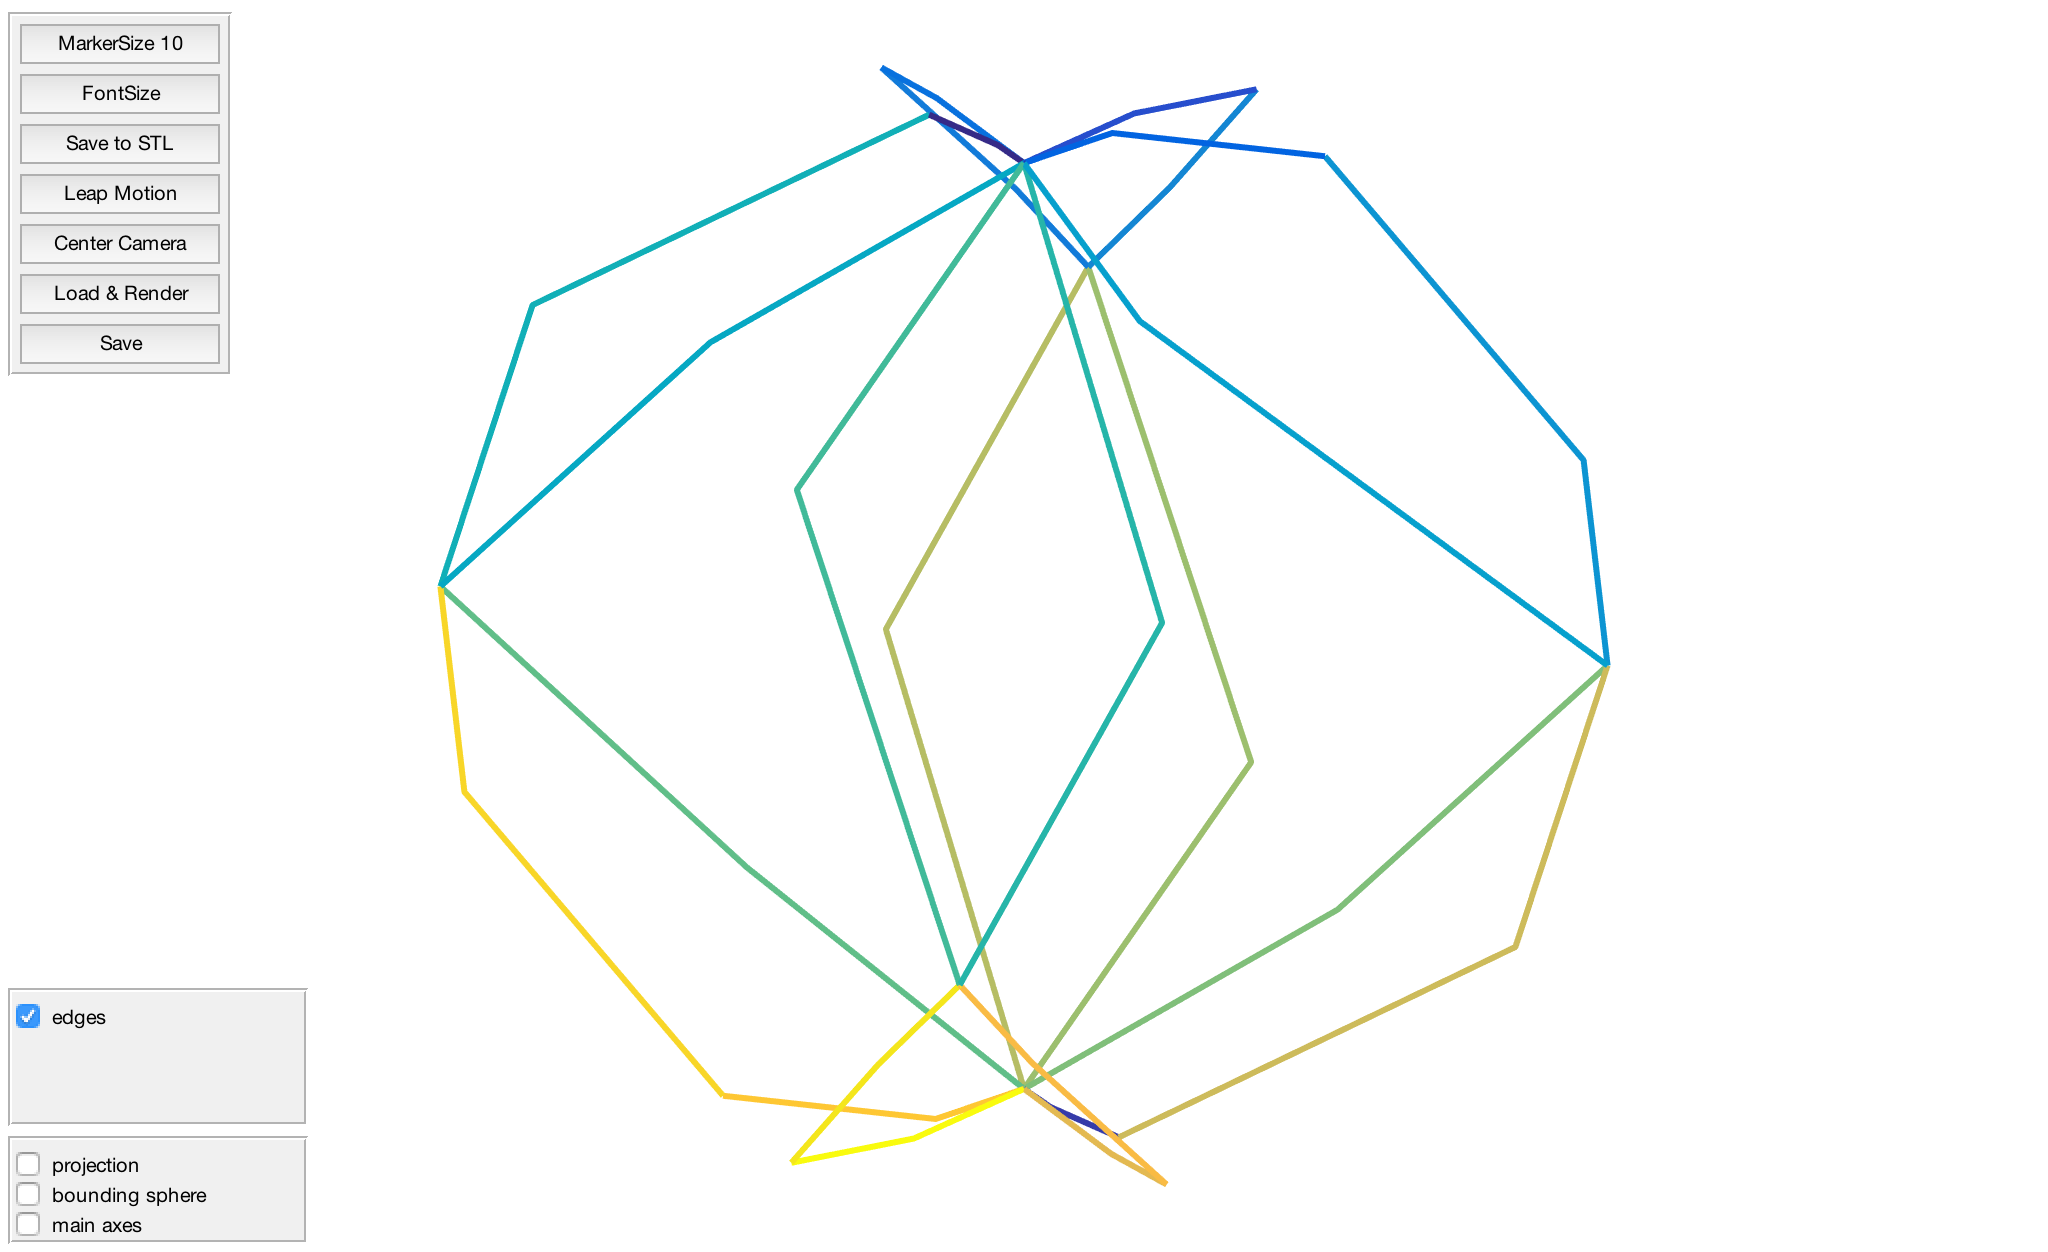 MarkerSize 10
FontSize
Save to STL
Leap Motion
Center Camera
Load & Render
Save
edges
projection
bounding sphere
main axes